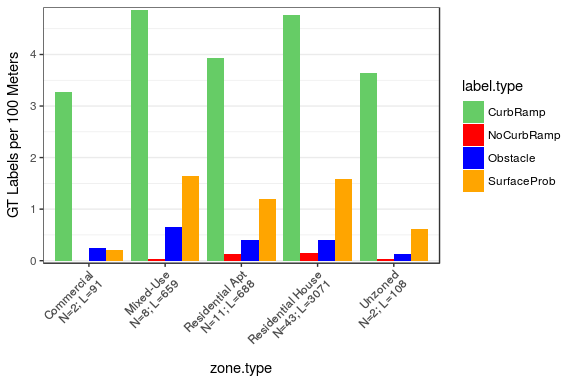 GT Labels per 100 Meters
4
3
2
1
0
Commercial
N=2; L=91
Mixed-Use
N=8; L=659
Residential Apt
N=11; L=688
Residential House
N=43; L=3071
Unzoned
N=2; L=108
zone.type
label.type
CurbRamp
NoCurbRamp
Obstacle
SurfaceProb